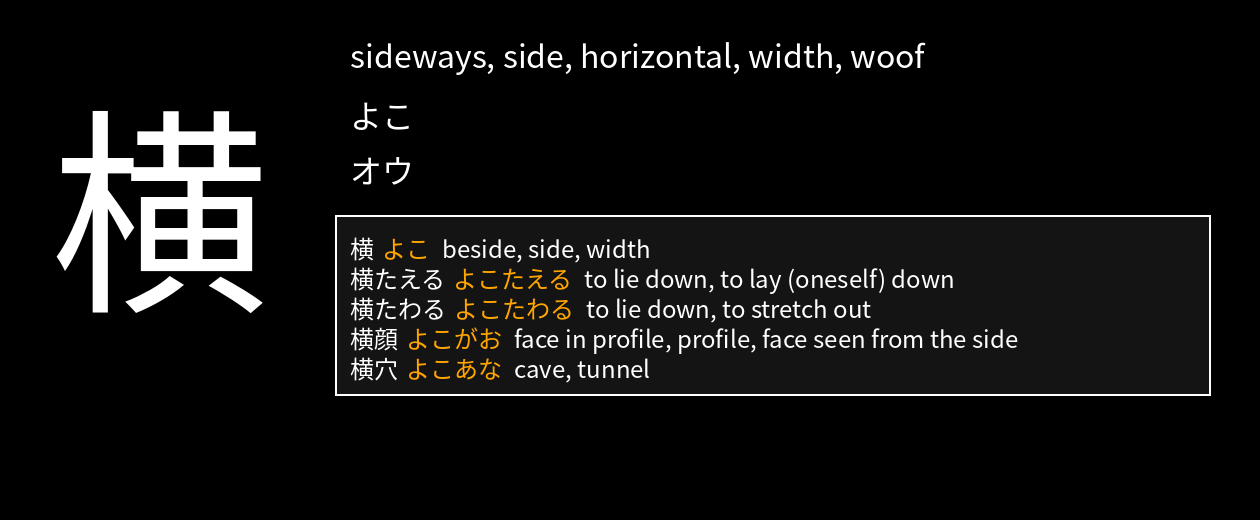 横
sideways, side, horizontal, width, woof
よこ
オウ
横 よこ beside, side, width
横たえる よこたえる to lie down, to lay (oneself) down
横たわる よこたわる to lie down, to stretch out
横顔 よこがお face in profile, profile, face seen from the side
横穴 よこあな cave, tunnel